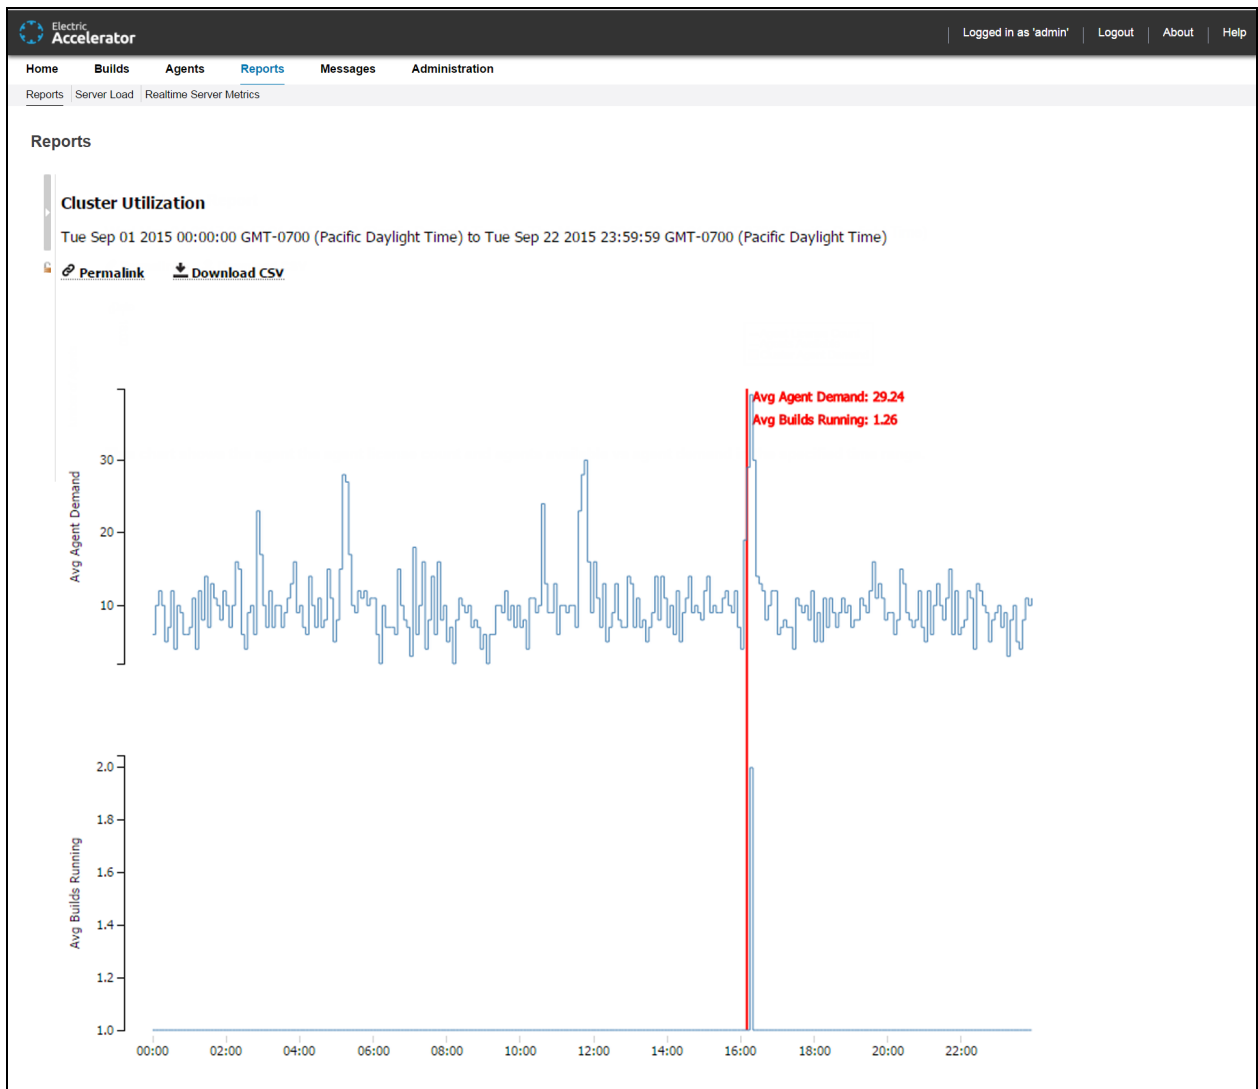 Electric
Accelerator
Logged in as 'admin' Logout About Help
Home Builds Agents Reports Messages Administration
Reports Server Load Realtime Server Metrics
Reports
Cluster Utilization
Tue Sep 01 2015 00:00:00 GMT-0700 (Pacific Daylight Time) to Tue Sep 22 2015 23:59:59 GMT-0700 (Pacific Daylight Time)
Permalink Download CSV
Avg Agent Demand: 29.24
Avg Builds Running: 1.26
Avg Agent Demand
30
20
10
Avg Builds Running
2.0
1.8
1.6
1.4
1.2
1.0
00:00 02:00 04:00 06:00 08:00 10:00 12:00 14:00 16:00 18:00 20:00 22:00